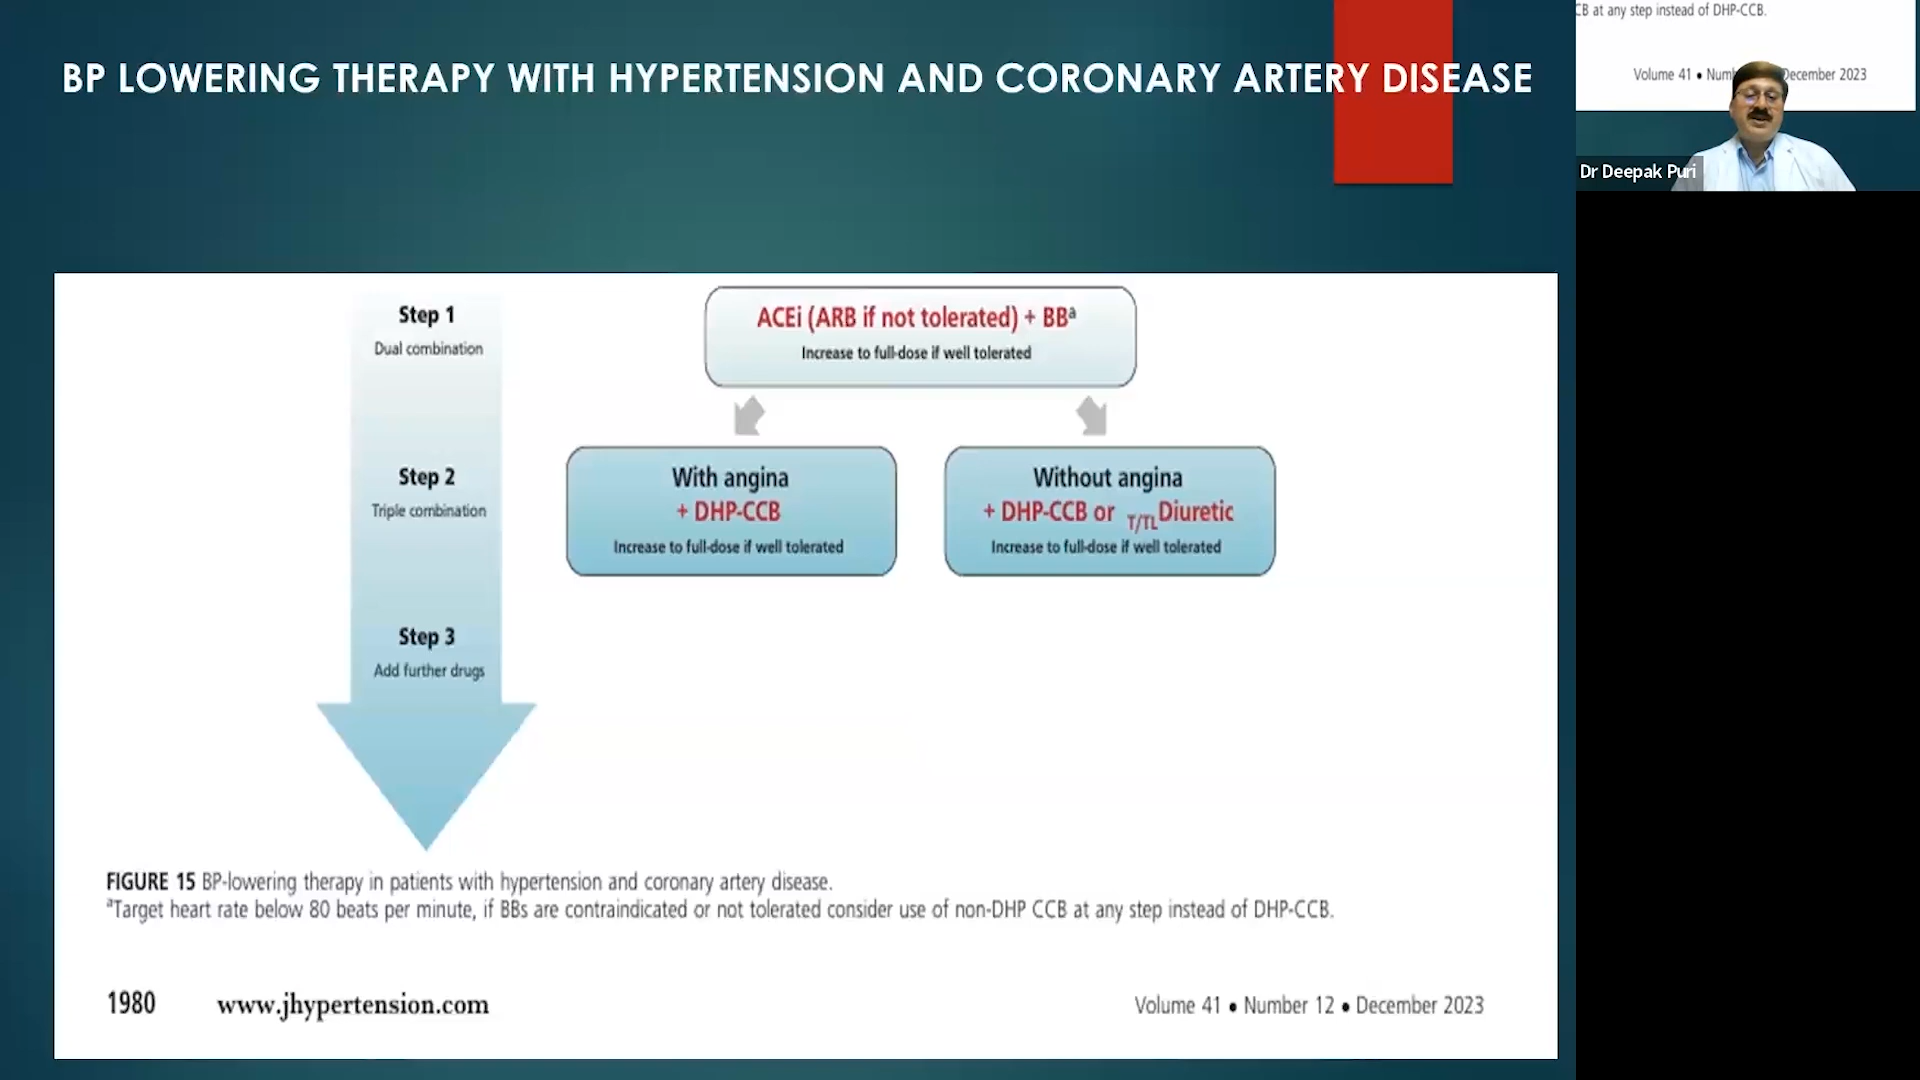 BP LOWERING THERAPY WITH HYPERTENSION AND CORONARY ARTERY DISEASE
CB at any step instead of DHP-CCB.
Volume 41 • Num December 2023
Dr Deepak Puri
Step 1
Dual combination
ACEi (ARB if not tolerated) + BBª
Increase to full-dose if well tolerated
Step 2
Triple combination
With angina
+ DHP-CCB
Increase to full-dose if well tolerated
Without angina
+ DHP-CCB or T/TLDiuretic
Increase to full-dose if well tolerated
Step 3
Add further drugs
FIGURE 15 BP-lowering therapy in patients with hypertension and coronary artery disease.
ªTarget heart rate below 80 beats per minute, if BBs are contraindicated or not tolerated consider use of non-DHP CCB at any step instead of DHP-CCB.
1980 www.jhypertension.com Volume 41 • Number 12 • December 2023